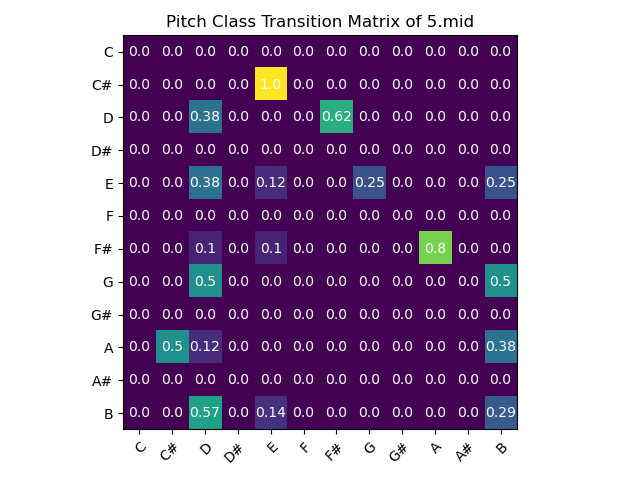 Pitch Class Transition Matrix of 5.mid
C 0.0 0.0 0.0 0.0 0.0 0.0 0.0 0.0 0.0 0.0 0.0 0.0
C# 0.0 0.0 0.0 0.0 1.0 0.0 0.0 0.0 0.0 0.0 0.0 0.0
D 0.0 0.0 0.38 0.0 0.0 0.0 0.62 0.0 0.0 0.0 0.0 0.0
D# 0.0 0.0 0.0 0.0 0.0 0.0 0.0 0.0 0.0 0.0 0.0 0.0
E 0.0 0.0 0.38 0.0 0.12 0.0 0.0 0.25 0.0 0.0 0.0 0.25
F 0.0 0.0 0.0 0.0 0.0 0.0 0.0 0.0 0.0 0.0 0.0 0.0
F# 0.0 0.0 0.1 0.0 0.1 0.0 0.0 0.0 0.0 0.8 0.0 0.0
G 0.0 0.0 0.5 0.0 0.0 0.0 0.0 0.0 0.0 0.0 0.0 0.5
G# 0.0 0.0 0.0 0.0 0.0 0.0 0.0 0.0 0.0 0.0 0.0 0.0
A 0.0 0.5 0.12 0.0 0.0 0.0 0.0 0.0 0.0 0.0 0.0 0.38
A# 0.0 0.0 0.0 0.0 0.0 0.0 0.0 0.0 0.0 0.0 0.0 0.0
B 0.0 0.0 0.57 0.0 0.14 0.0 0.0 0.0 0.0 0.0 0.0 0.29
C C# D D# E F F# G G# A A# B